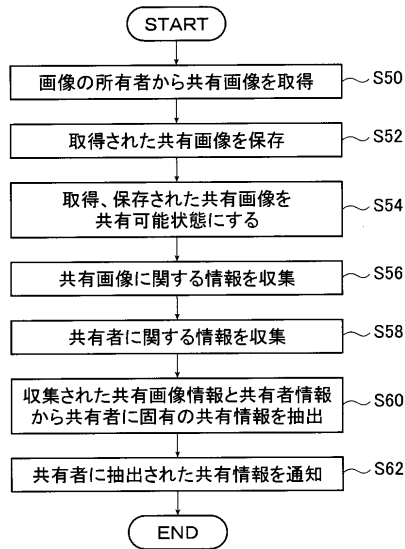 START
画像の所有者から共有画像を取得
S50
取得された共有画像を保存
S52
取得、保存された共有画像を
共有可能状態にする
S54
共有画像に関する情報を収集
S56
共有者に関する情報を収集
S58
収集された共有画像情報と共有者情報
から共有者に固有の共有情報を抽出
S60
共有者に抽出された共有情報を通知
S62
END